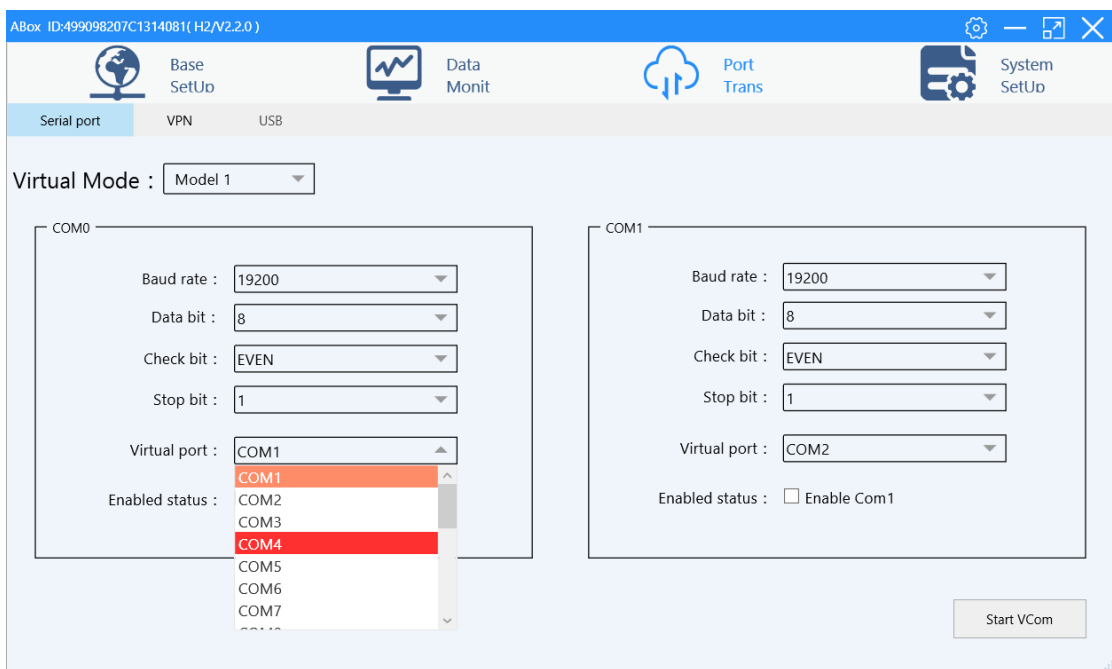 ABox ID:499098207C1314081( H2/V2.2.0 )
Base SetUp
Data Monit
Port Trans
System SetUp
Serial port VPN USB
Virtual Mode : Model 1
COM0
Baud rate : 19200
Data bit : 8
Check bit : EVEN
Stop bit : 1
Virtual port : COM1
COM1
COM2
COM3
COM4
COM5
COM6
COM7
Enabled status :
COM1
Baud rate : 19200
Data bit : 8
Check bit : EVEN
Stop bit : 1
Virtual port : COM2
Enabled status : Enable Com1
Start VCom